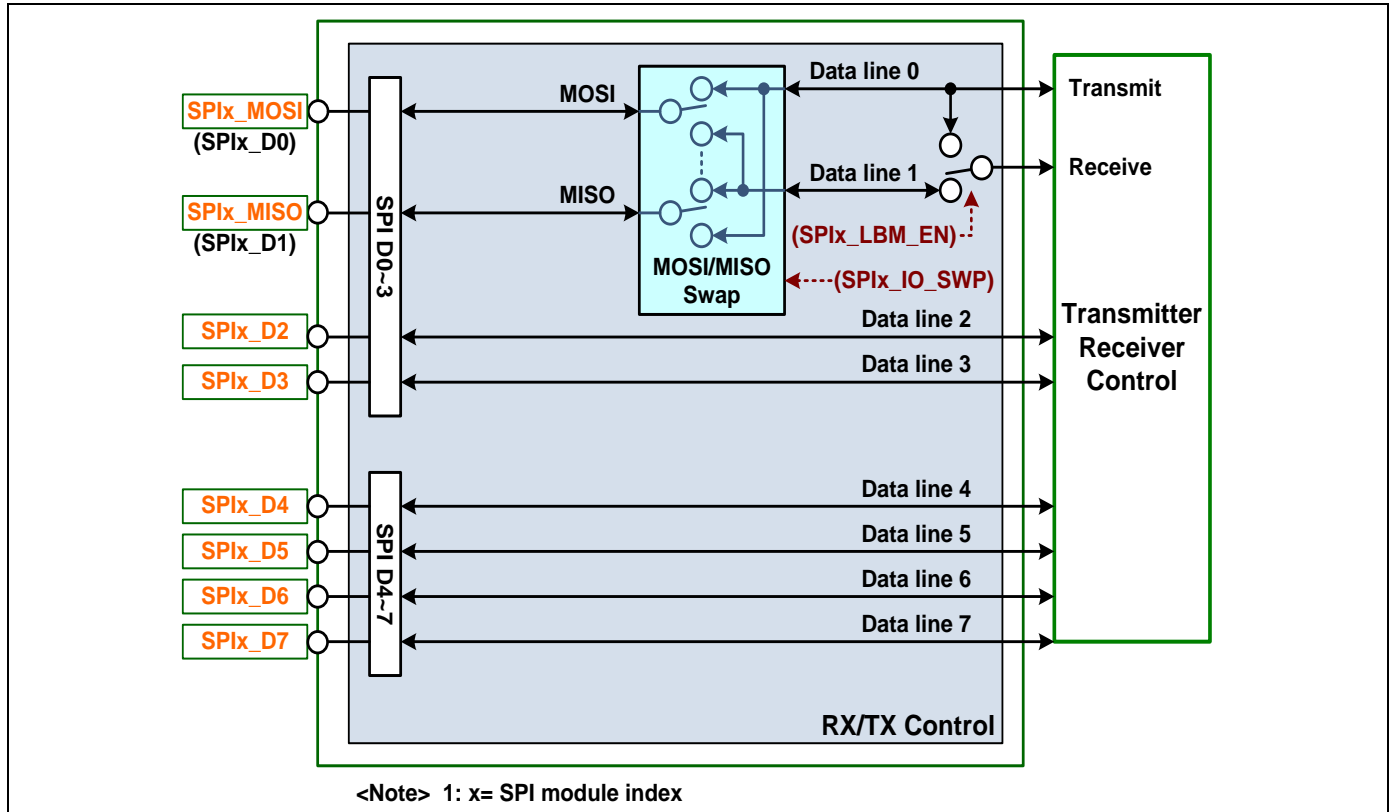 Data line 0
Transmit
MOSI
SPIx_MOSI
(SPIx_D0)
Receive
Data line 1
MISO
SPIx_MISO
(SPIx_D1)
SPI D0~3
(SPIx_LBM_EN)
MOSI/MISO
Swap
(SPIx_IO_SWP)
Transmitter
Receiver
Control
SPIx_D2
Data line 2
SPIx_D3
Data line 3
SPIx_D4
Data line 4
SPI D4~7
SPIx_D5
Data line 5
SPIx_D6
Data line 6
SPIx_D7
Data line 7
RX/TX Control
<Note> 1: x= SPI module index